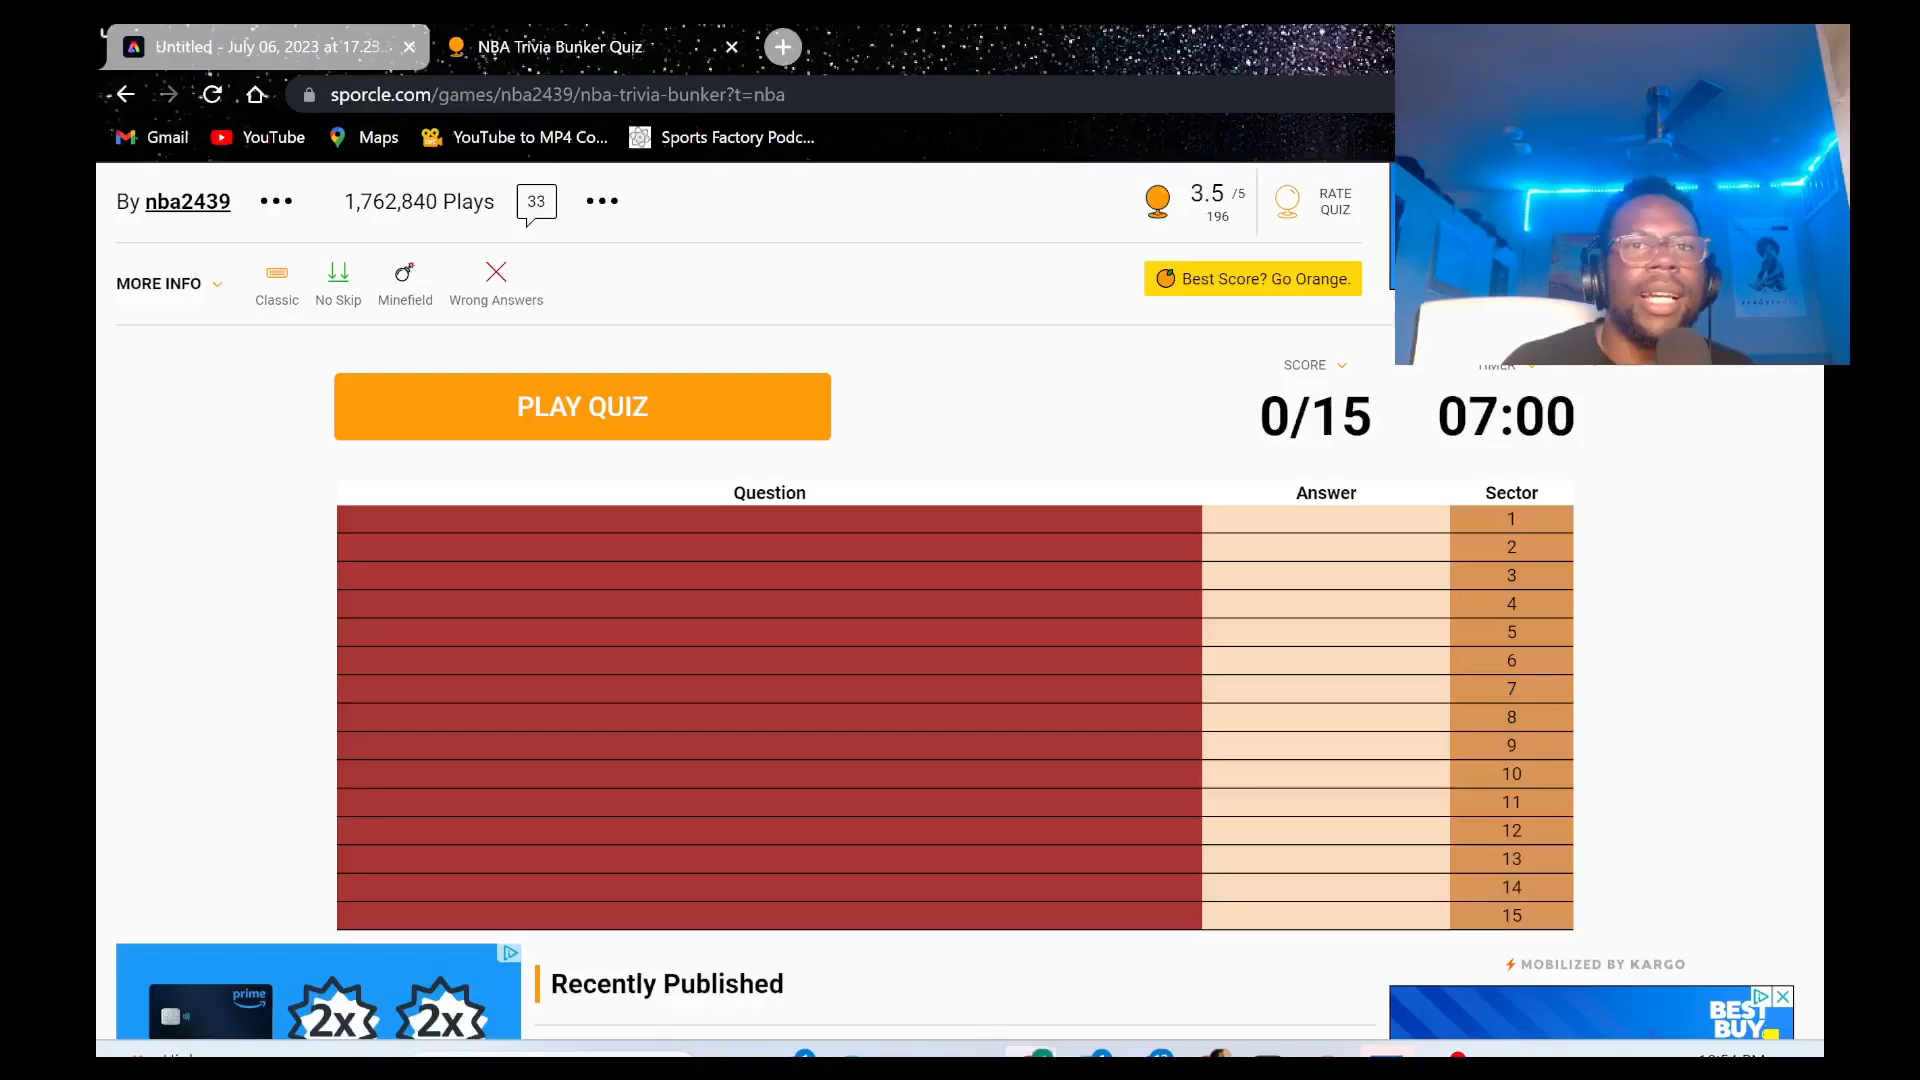 Untitled - July 06, 2023 at 17.23...
NBA Trivia Bunker Quiz
sporcle.com/games/nba2439/nba-trivia-bunker?t=nba
Gmail
YouTube
Maps
YouTube to MP4 Co...
Sports Factory Podc...
By nba2439
1,762,840 Plays
33
3.5 /5
196
RATE
QUIZ
MORE INFO
Classic
No Skip
Minefield
Wrong Answers
Best Score? Go Orange.
PLAY QUIZ
SCORE
0/15
TIMER
07:00
Question Answer Sector
1
2
3
4
5
6
7
8
9
10
11
12
13
14
15
prime
2x
2x
Recently Published
MOBILIZED BY KARGO
BEST
BUY